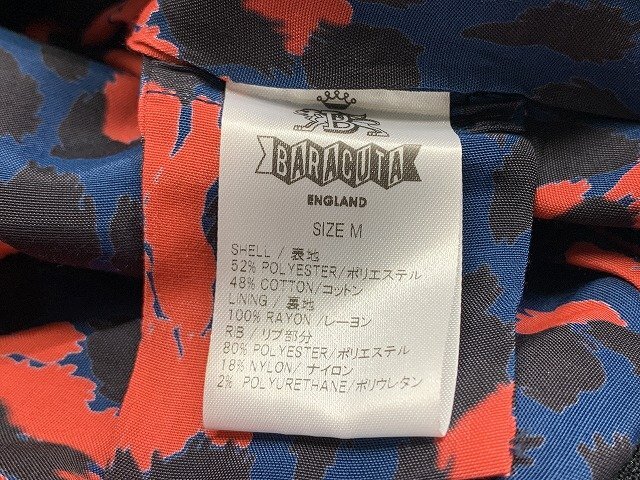 B
BARACUTA
ENGLAND
SIZE M
SHELL / 表地
52% POLYESTER/ポリエステル
48% COTTON/コットン
LINING / 裏地
100% RAYON/レーヨン
RIB / リブ部分
80% POLYESTER/ポリエステル
18% NYLON/ ナイロン
2% POLYURETHANE/ポリウレタン